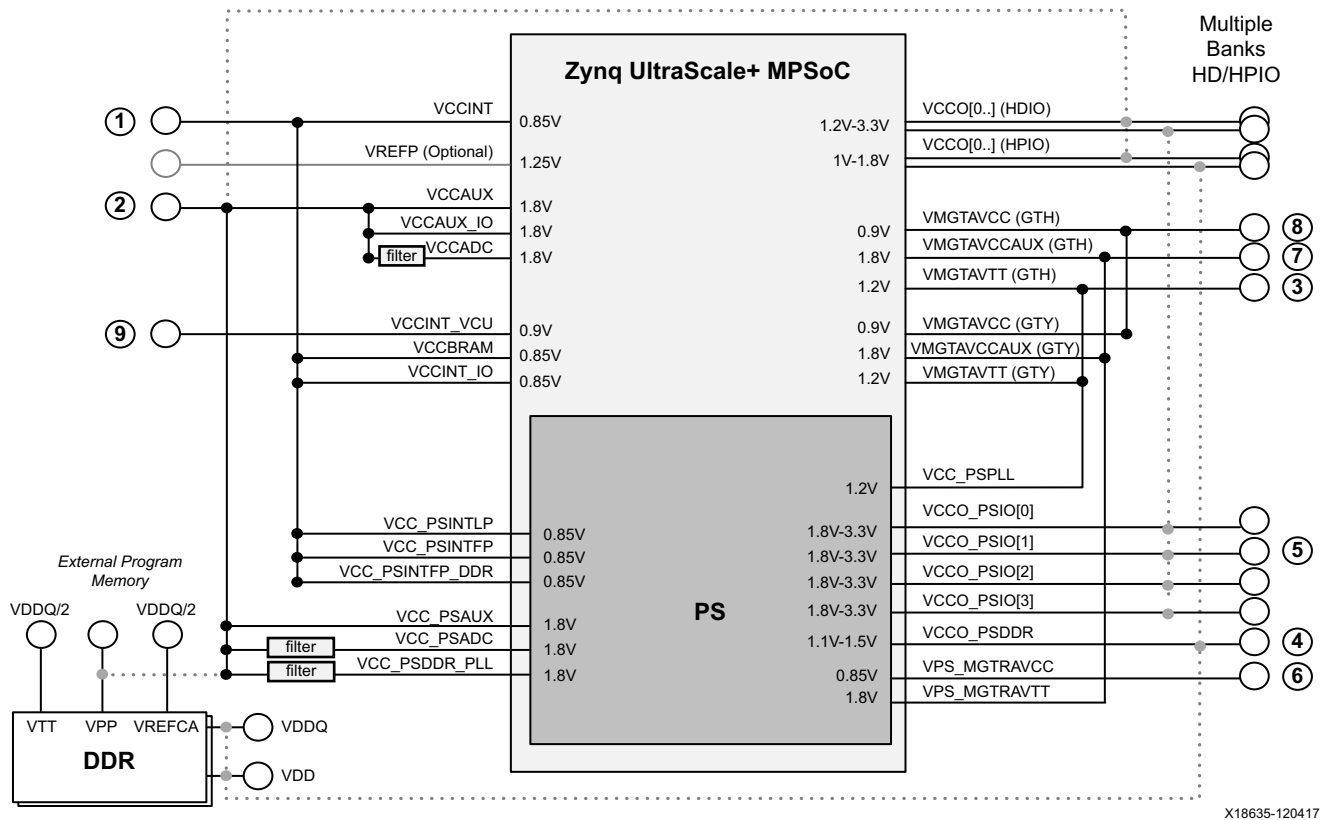 Multiple
Banks
HD/HPIO
Zynq UltraScale+ MPSoC
1
VCCINT
0.85V
VREFP (Optional)
1.25V
2
VCCAUX
1.8V
VCCAUX_IO
1.8V
filter
VCCADC
1.8V
9
VCCINT_VCU
0.9V
VCCBRAM
0.85V
VCCINT_IO
0.85V
1.2V-3.3V
VCCO[0..] (HDIO)
1V-1.8V
VCCO[0..] (HPIO)
0.9V
VMGTAVCC (GTH)
8
1.8V
VMGTAVCCAUX (GTH)
7
1.2V
VMGTAVTT (GTH)
3
0.9V
VMGTAVCC (GTY)
1.8V
VMGTAVCCAUX (GTY)
1.2V
VMGTAVTT (GTY)
PS
VCC_PSINTLP
0.85V
VCC_PSINTFP
0.85V
VCC_PSINTFP_DDR
0.85V
VCC_PSAUX
1.8V
filter
VCC_PSADC
1.8V
filter
VCC_PSDDR_PLL
1.8V
1.2V
VCC_PSPLL
1.8V-3.3V
VCCO_PSIO[0]
1.8V-3.3V
VCCO_PSIO[1]
5
1.8V-3.3V
VCCO_PSIO[2]
1.8V-3.3V
VCCO_PSIO[3]
1.1V-1.5V
VCCO_PSDDR
4
0.85V
VPS_MGTRAVCC
6
1.8V
VPS_MGTRAVTT
External Program
Memory
VDDQ/2
VDDQ/2
VTT
VPP
VREFCA
DDR
VDDQ
VDD
X18635-120417